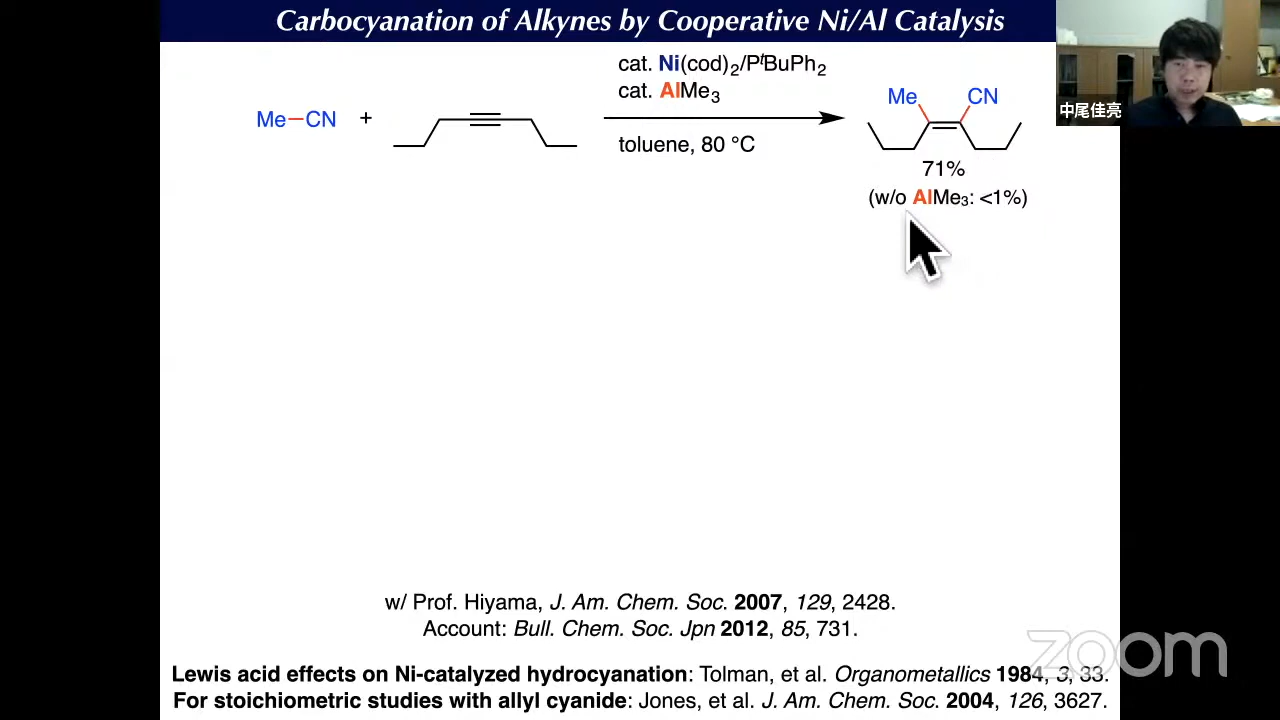 Carbocyanation of Alkynes by Cooperative Ni/Al Catalysis
中尾佳亮
cat. Ni(cod)2/PtBuPh2
cat. AlMe3
Me–CN +
toluene, 80 °C
Me CN
71%
(w/o AlMe3: <1%)
w/ Prof. Hiyama, J. Am. Chem. Soc. 2007, 129, 2428.
Account: Bull. Chem. Soc. Jpn 2012, 85, 731.
Lewis acid effects on Ni-catalyzed hydrocyanation: Tolman, et al. Organometallics 1984, 3, 33.
For stoichiometric studies with allyl cyanide: Jones, et al. J. Am. Chem. Soc. 2004, 126, 3627.
zoom